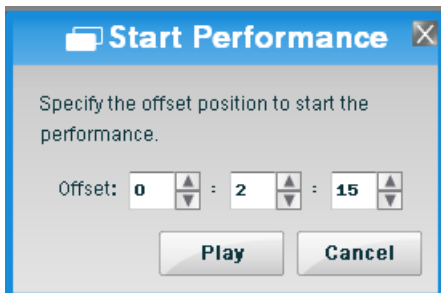 Start Performance
Specify the offset position to start the
performance.
Offset: 0 : 2 : 15
Play Cancel